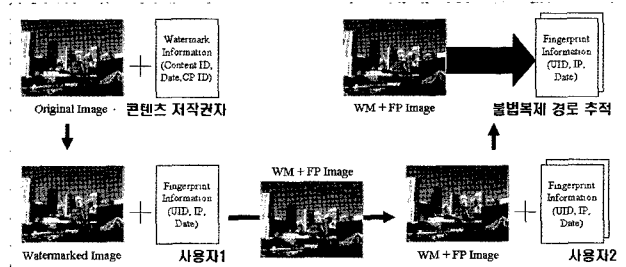 Watermark
Information
(Content ID,
Date,CP ID)
Original Image
콘텐츠 저작권자
WM + FP Image
Fingerprint
Information
(UID, IP,
Date)
불법복제 경로 추적
Watermarked Image
Fingerprint
Information
(UID, IP,
Date)
사용자1
WM + FP Image
WM + FP Image
Fingerprint
Information
(UID, IP,
Date)
사용자2